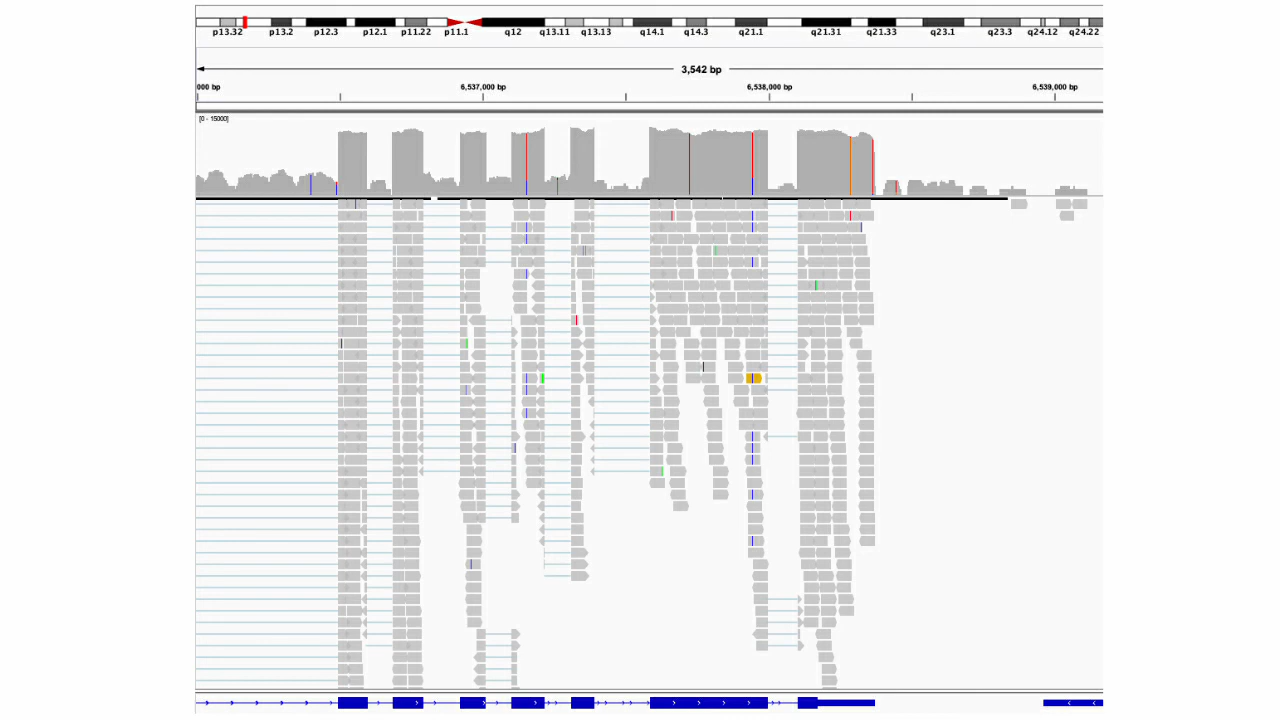 p13.32 p13.2 p12.3 p12.1 p11.22 p11.1 q12 q13.11 q13.13 q14.1 q14.3 q21.1 q21.31 q21.33 q23.1 q23.3 q24.12 q24.22
3,542 bp
000 bp 6,537,000 bp 6,538,000 bp 6,539,000 bp
[0 - 15000]